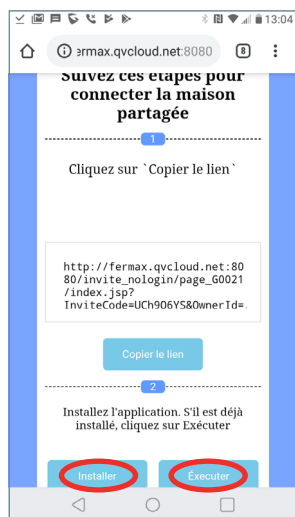 13:04
ermax.qvcloud.net:8080
8
Suivez ces étapes pour
connecter la maison
partagée
1
Cliquez sur `Copier le lien`
http://fermax.qvcloud.net:80
80/invite_nologin/page_G0021
/index.jsp?
InviteCode=UCh9O6YS&OwnerId=
Copier le lien
2
Installez l'application. S'il est déjà
installé, cliquez sur Exécuter
Installer
Éxecuter